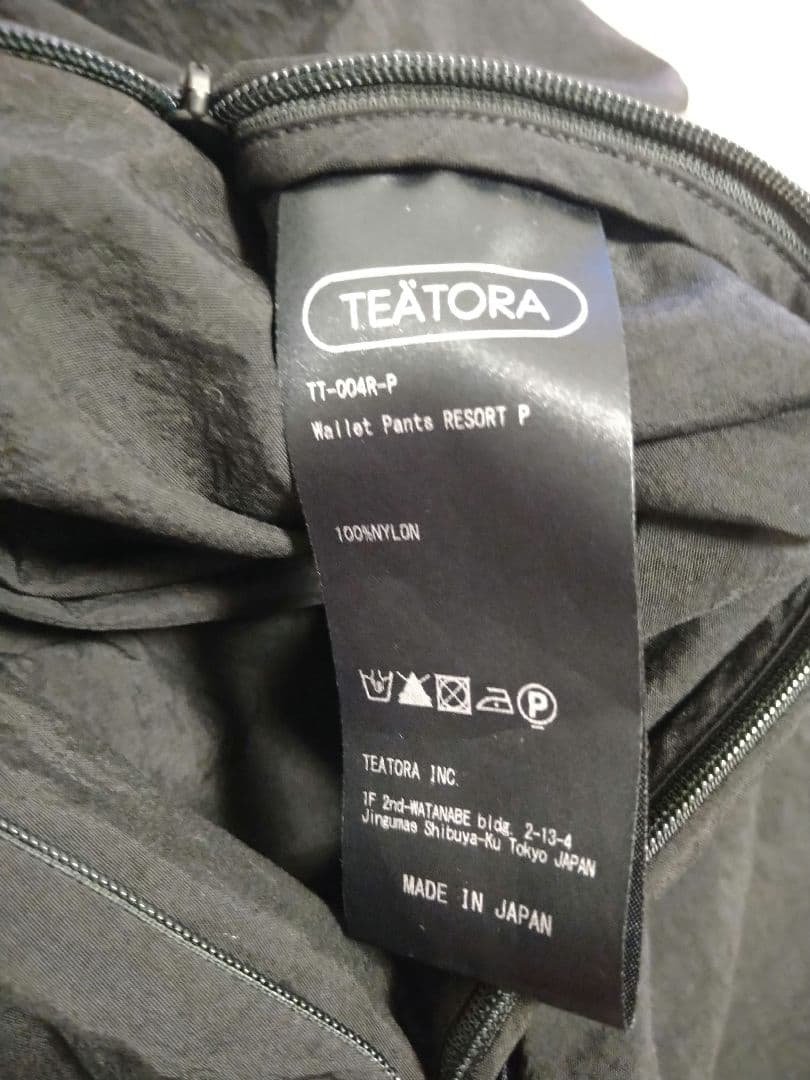 TEÄTORA
TT-004R-P
Wallet Pants RESORT P
100%NYLON
P
TEATORA INC.
1F 2nd-WATANABE bldg. 2-13-4
Jingumae Shibuya-Ku Tokyo JAPAN
MADE IN JAPAN